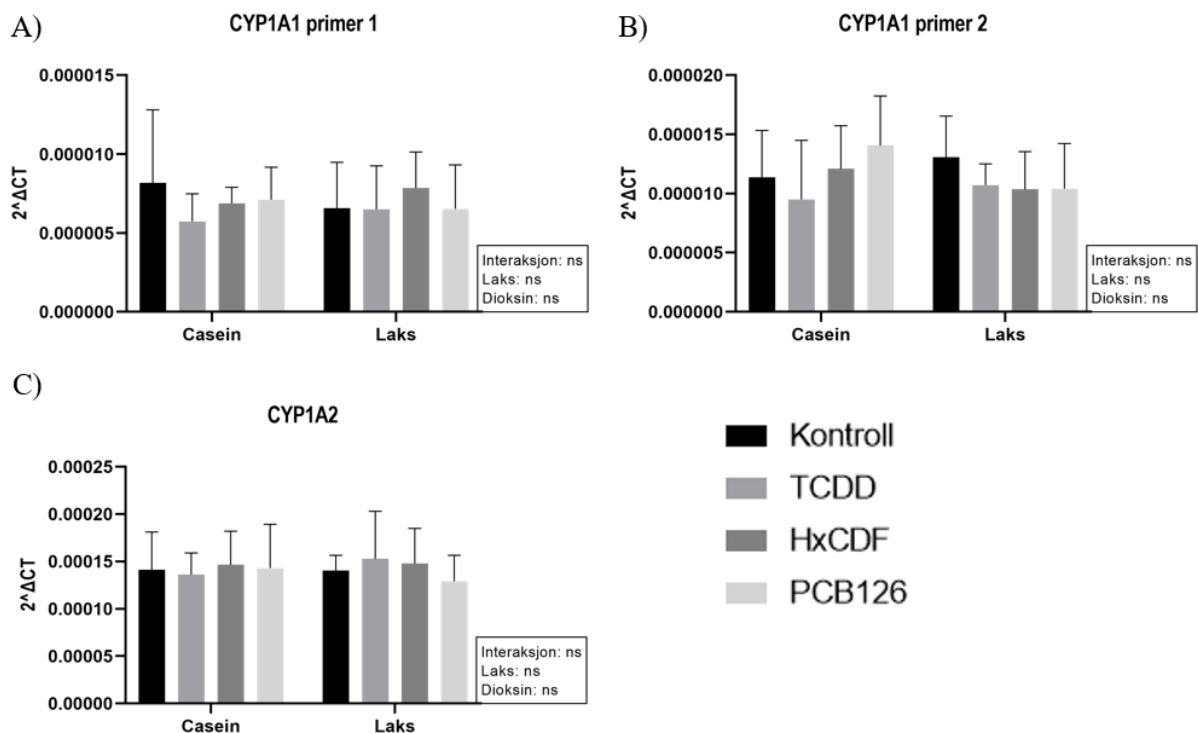 A)
CYP1A1 primer 1
2^ΔCT
0.000015
0.000010
0.000005
0.000000
Casein
Laks
Interaksjon: ns
Laks: ns
Dioksin: ns
B)
CYP1A1 primer 2
2^ΔCT
0.000020
0.000015
0.000010
0.000005
0.000000
Casein
Laks
Interaksjon: ns
Laks: ns
Dioksin: ns
C)
CYP1A2
2^ΔCT
0.00025
0.00020
0.00015
0.00010
0.00005
0.00000
Casein
Laks
Interaksjon: ns
Laks: ns
Dioksin: ns
Kontroll
TCDD
HxCDF
PCB126